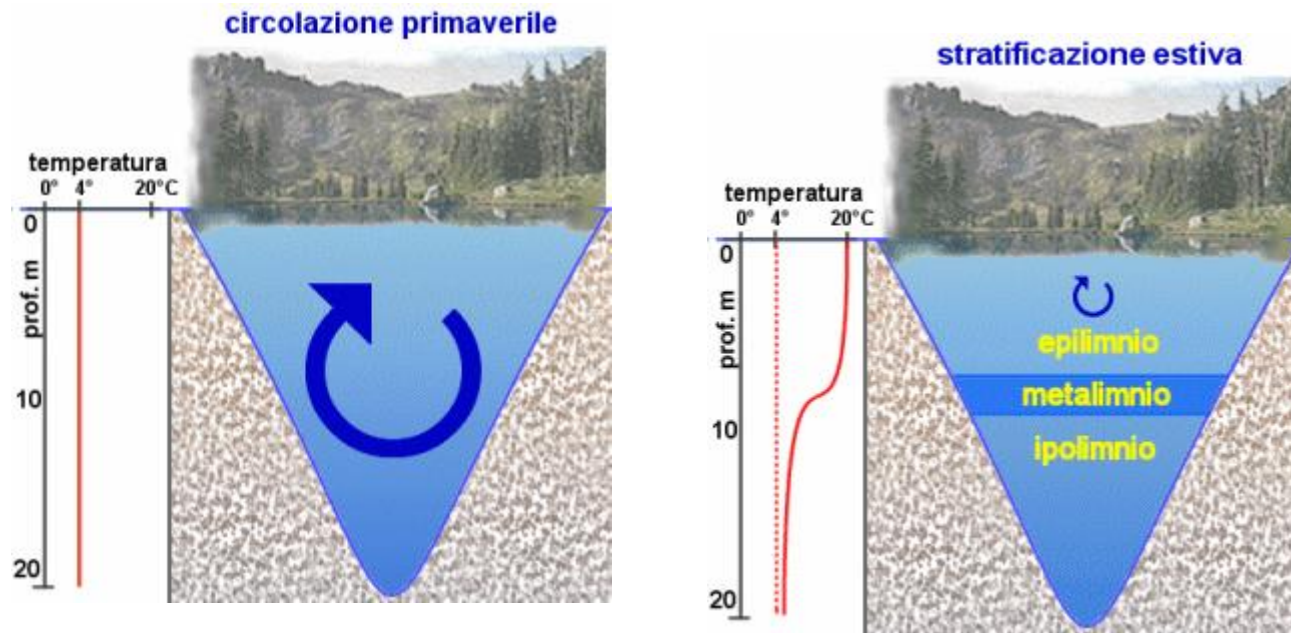 circolazione primaverile
temperatura
0° 4° 20°C
0
prof. m
10
20
stratificazione estiva
temperatura
0° 4° 20°C
0
prof. m
10
20
epilimnio
metalimnio
ipolimnio